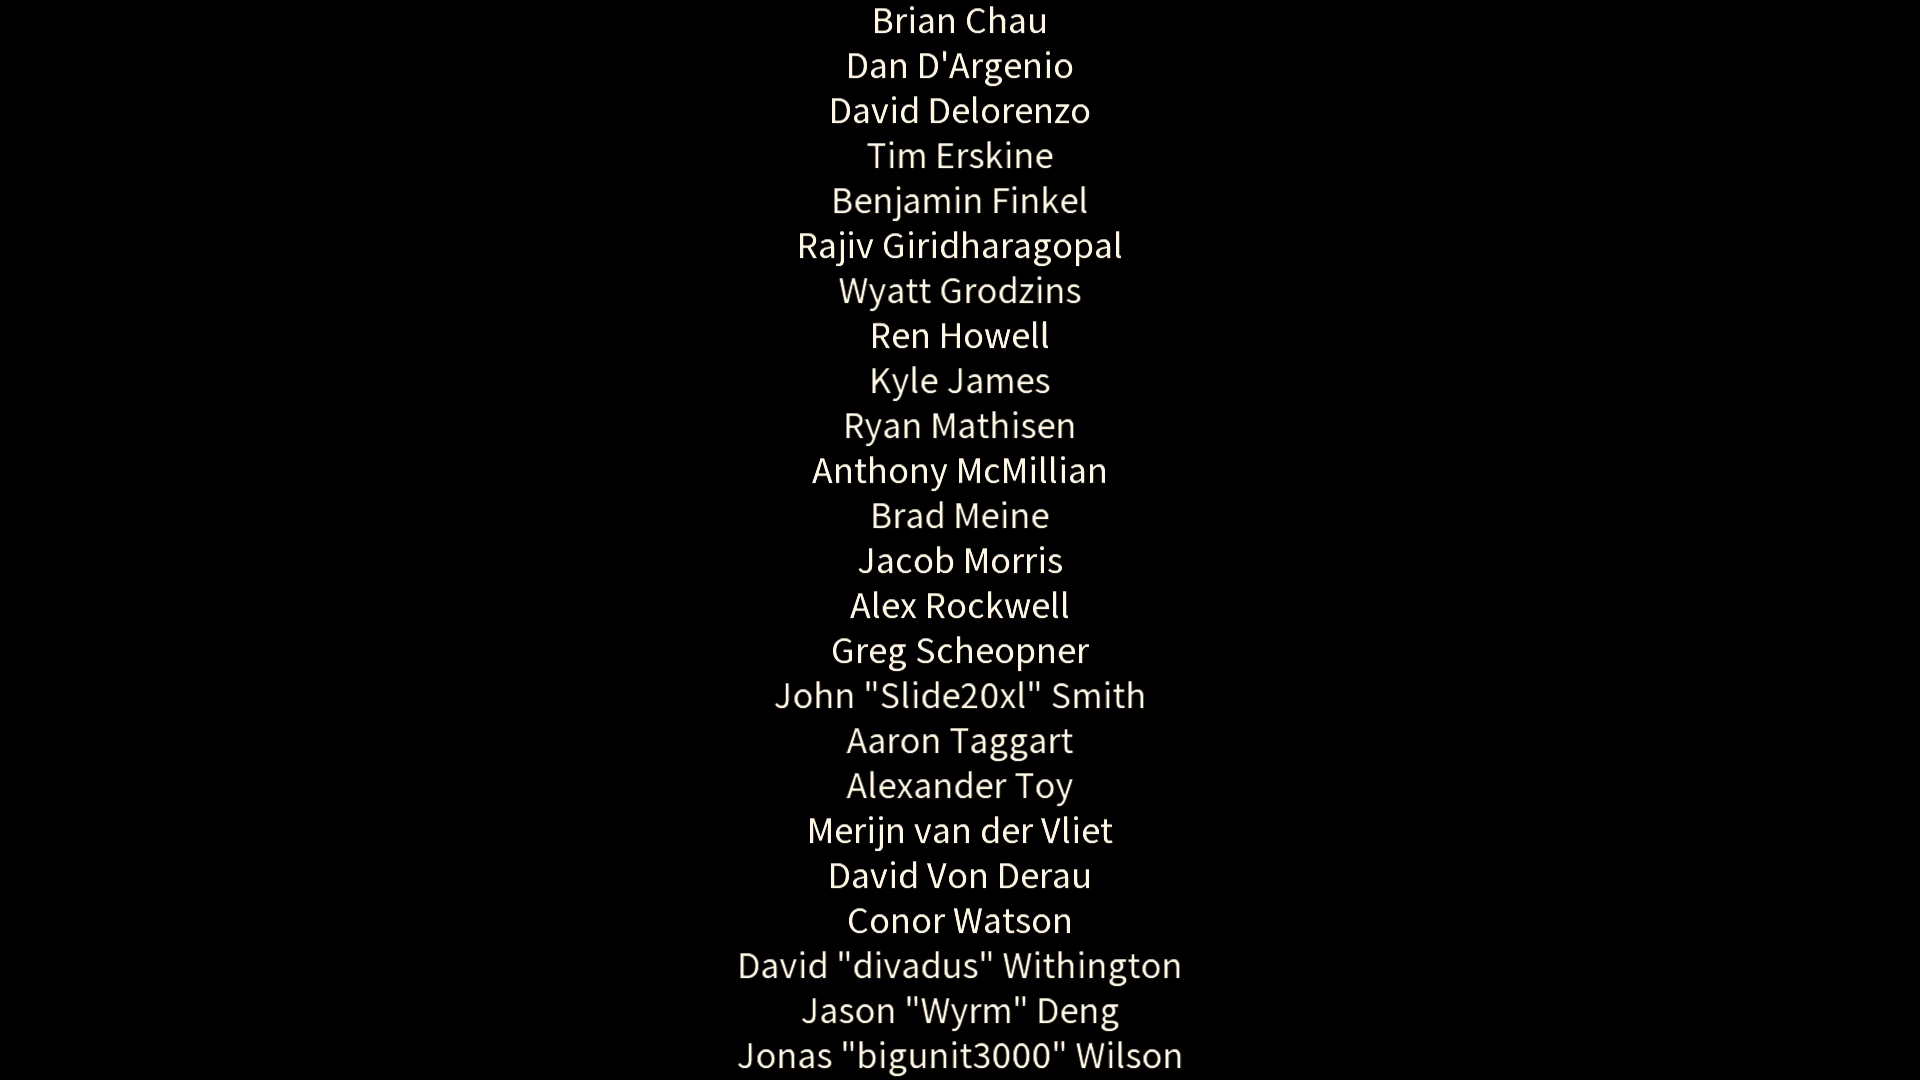 Brian Chau
Dan D'Argenio
David Delorenzo
Tim Erskine
Benjamin Finkel
Rajiv Giridharagopal
Wyatt Grodzins
Ren Howell
Kyle James
Ryan Mathisen
Anthony McMillian
Brad Meine
Jacob Morris
Alex Rockwell
Greg Scheopner
John "Slide20xl" Smith
Aaron Taggart
Alexander Toy
Merijn van der Vliet
David Von Derau
Conor Watson
David "divadus" Withington
Jason "Wyrm" Deng
Jonas "bigunit3000" Wilson